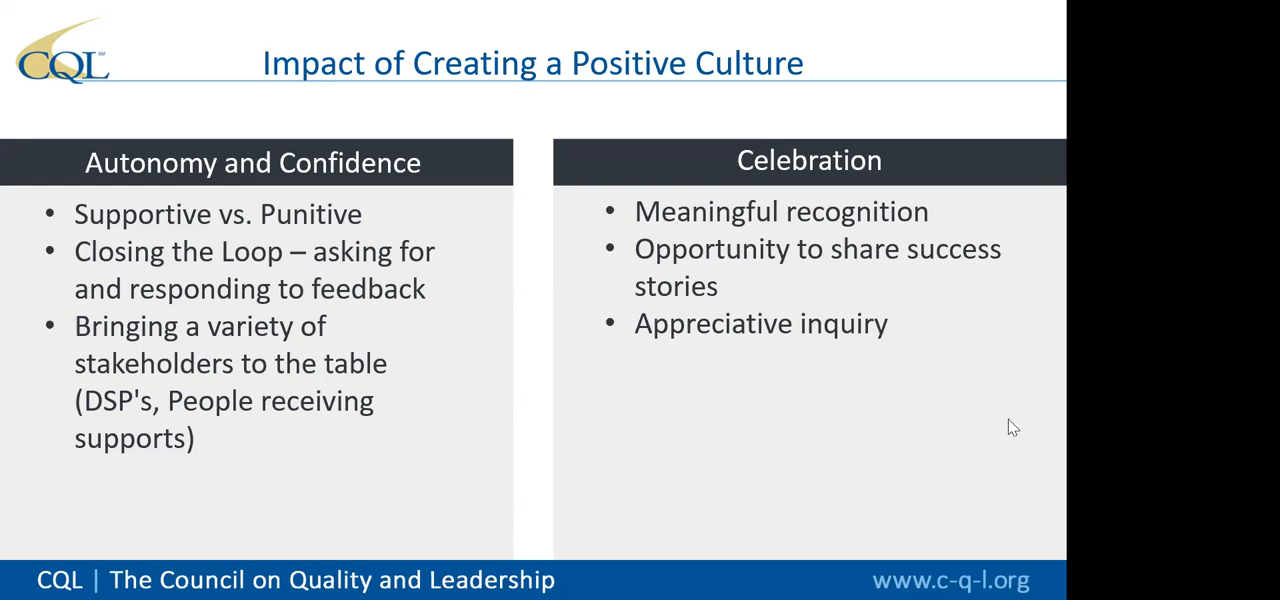 CQL
Impact of Creating a Positive Culture
Autonomy and Confidence
• Supportive vs. Punitive
• Closing the Loop – asking for
and responding to feedback
• Bringing a variety of
stakeholders to the table
(DSP's, People receiving
supports)
Celebration
• Meaningful recognition
• Opportunity to share success
stories
• Appreciative inquiry
CQL | The Council on Quality and Leadership
www.c-q-l.org